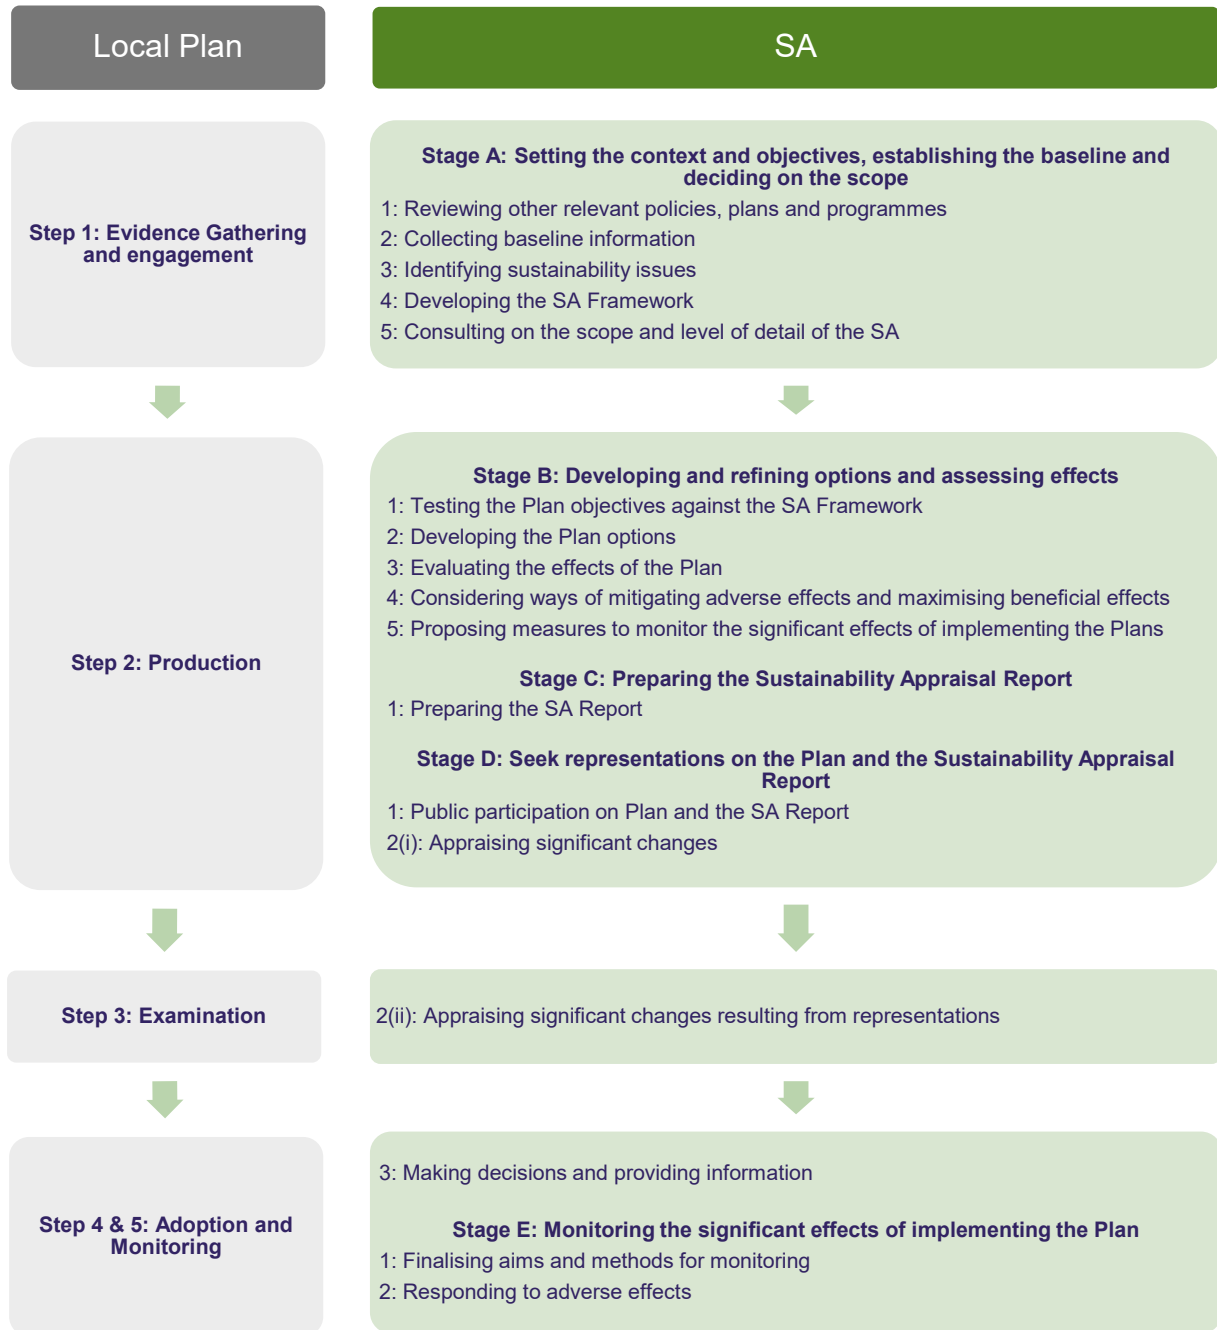 Local Plan
SA
Step 1: Evidence Gathering
and engagement
Stage A: Setting the context and objectives, establishing the baseline and
deciding on the scope
1: Reviewing other relevant policies, plans and programmes
2: Collecting baseline information
3: Identifying sustainability issues
4: Developing the SA Framework
5: Consulting on the scope and level of detail of the SA
Step 2: Production
Stage B: Developing and refining options and assessing effects
1: Testing the Plan objectives against the SA Framework
2: Developing the Plan options
3: Evaluating the effects of the Plan
4: Considering ways of mitigating adverse effects and maximising beneficial effects
5: Proposing measures to monitor the significant effects of implementing the Plans
Stage C: Preparing the Sustainability Appraisal Report
1: Preparing the SA Report
Stage D: Seek representations on the Plan and the Sustainability Appraisal
Report
1: Public participation on Plan and the SA Report
2(i): Appraising significant changes
Step 3: Examination
2(ii): Appraising significant changes resulting from representations
Step 4 & 5: Adoption and
Monitoring
3: Making decisions and providing information
Stage E: Monitoring the significant effects of implementing the Plan
1: Finalising aims and methods for monitoring
2: Responding to adverse effects